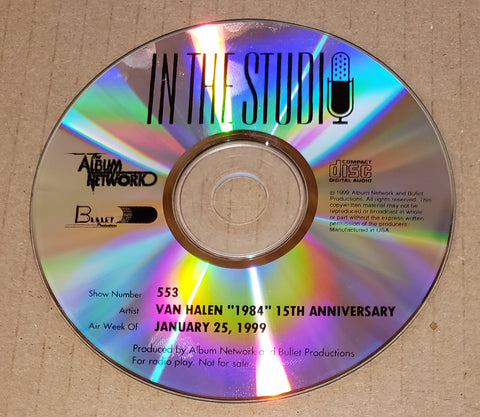 IN THE STUDIO
THE
ALBUM
NETWORK
BULLET
Productions
COMPACT
disc
DIGITAL AUDIO
© 1999 Album Network and Bullet
Productions. All rights reserved. This
copywritten material may not be
reproduced or broadcast in whole
or part without the express written
permission of the producers.
Manufactured in USA.
Show Number 553
Artist VAN HALEN "1984" 15TH ANNIVERSARY
Air Week Of JANUARY 25, 1999
Produced by Album Network and Bullet Productions
For radio play. Not for sale.